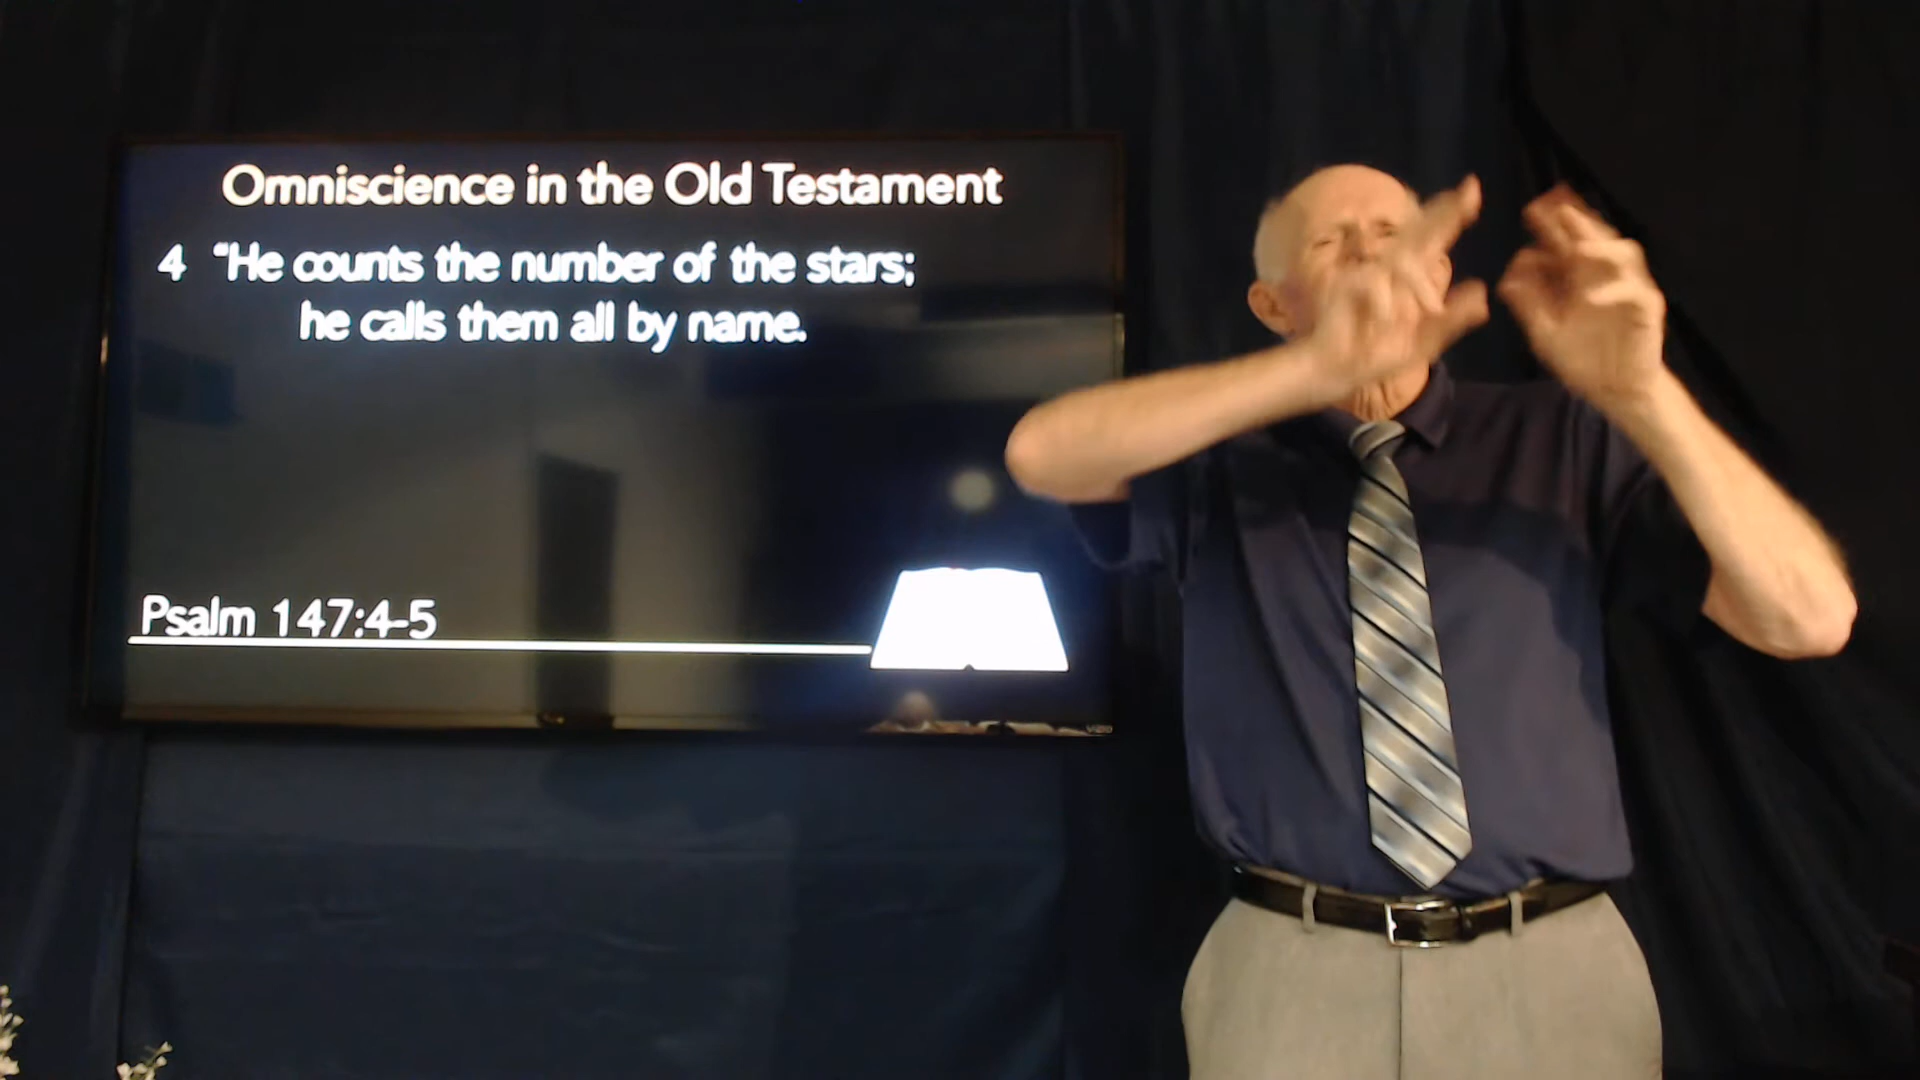 Omniscience in the Old Testament
4 “He counts the number of the stars;
he calls them all by name.
Psalm 147:4-5